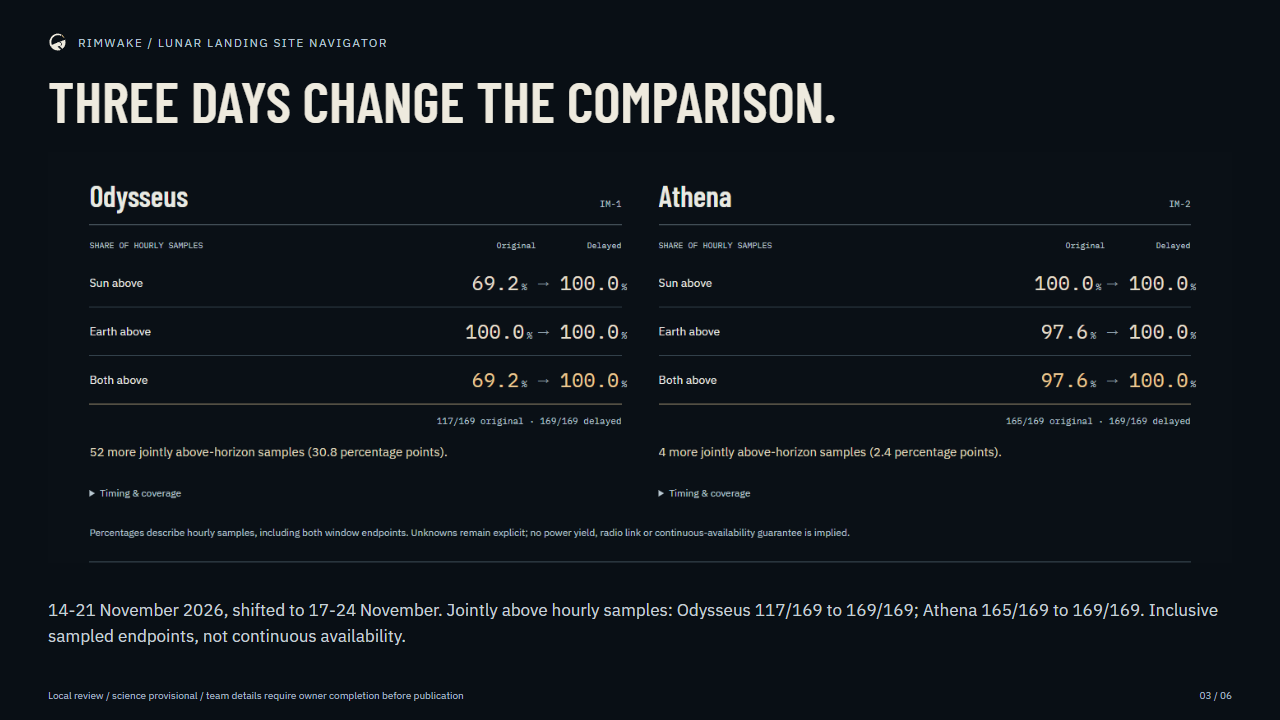 RIMWAKE / LUNAR LANDING SITE NAVIGATOR
THREE DAYS CHANGE THE COMPARISON.
Odysseus IM-1
SHARE OF HOURLY SAMPLES Original Delayed
Sun above 69.2% → 100.0%
Earth above 100.0% → 100.0%
Both above 69.2% → 100.0%
117/169 original · 169/169 delayed
52 more jointly above-horizon samples (30.8 percentage points).
▶ Timing & coverage
Athena IM-2
SHARE OF HOURLY SAMPLES Original Delayed
Sun above 100.0% → 100.0%
Earth above 97.6% → 100.0%
Both above 97.6% → 100.0%
165/169 original · 169/169 delayed
4 more jointly above-horizon samples (2.4 percentage points).
▶ Timing & coverage
Percentages describe hourly samples, including both window endpoints. Unknowns remain explicit; no power yield, radio link or continuous-availability guarantee is implied.
14-21 November 2026, shifted to 17-24 November. Jointly above hourly samples: Odysseus 117/169 to 169/169; Athena 165/169 to 169/169. Inclusive
sampled endpoints, not continuous availability.
Local review / science provisional / team details require owner completion before publication
03 / 06